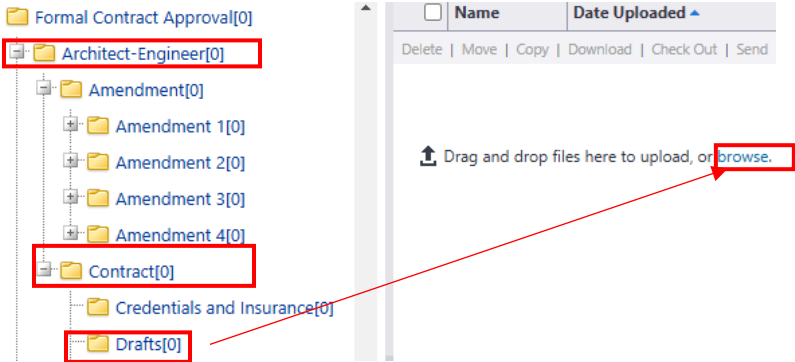 Formal Contract Approval[0]
Architect-Engineer[0]
Amendment[0]
Amendment 1[0]
Amendment 2[0]
Amendment 3[0]
Amendment 4[0]
Contract[0]
Credentials and Insurance[0]
Drafts[0]
Name Date Uploaded
Delete | Move | Copy | Download | Check Out | Send
Drag and drop files here to upload, or browse.